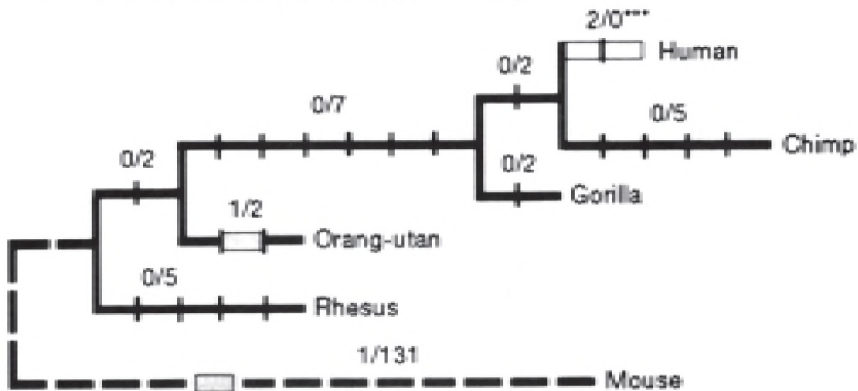 2/0***
Human
0/2
0/7
0/5
Chimp
0/2
0/2
Gorilla
1/2
Orang-utan
0/5
Rhesus
1/131
Mouse